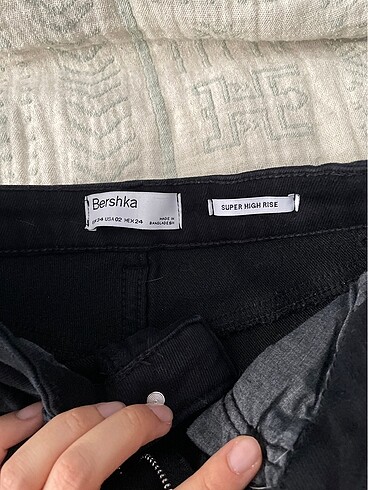 Bershka
EUR 34 USA 02 MEX 24
MADE IN
BANGLADESH
SUPER HIGH RISE